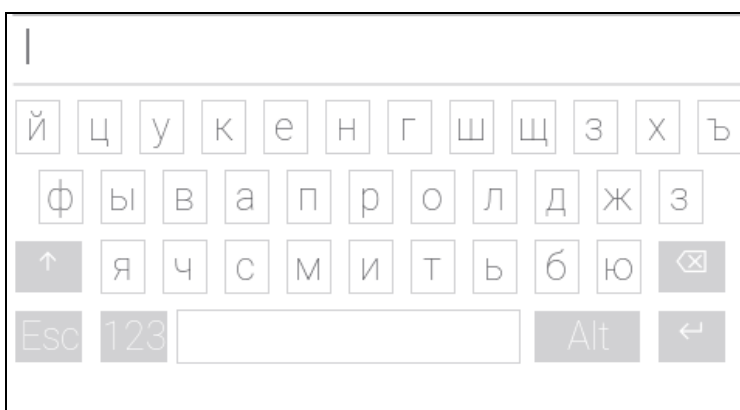 й ц у к е н г ш щ з х ъ
ф ы в а п р о л д ж з
я ч с м и т ь б ю
Esc 123 Alt